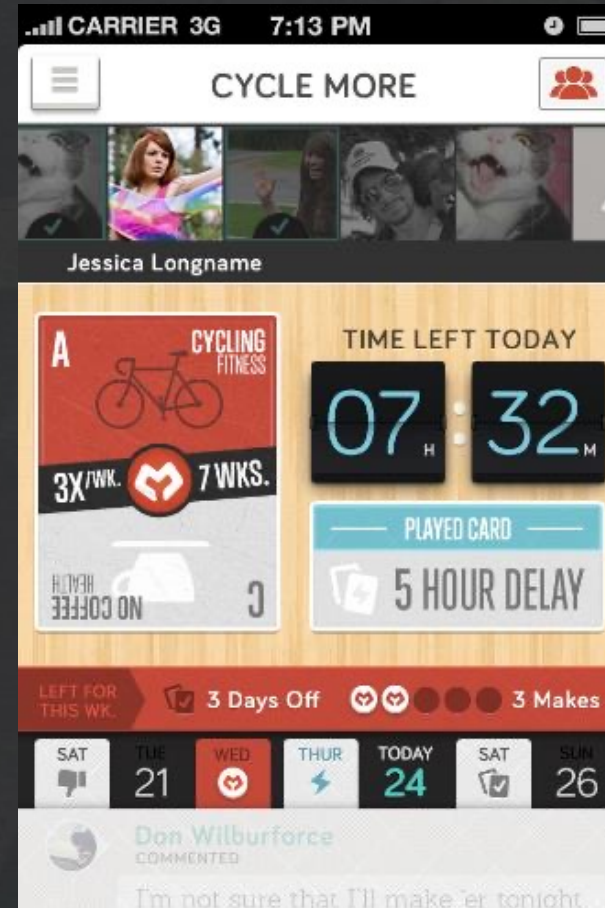 CARRIER 3G 7:13 PM
CYCLE MORE
Jessica Longname
A
CYCLING
FITNESS
3X/WK. 7 WKS.
NO COFFEE
HEALTH
C
TIME LEFT TODAY
07 H : 32 M
PLAYED CARD
5 HOUR DELAY
LEFT FOR
THIS WK.
3 Days Off
3 Makes
SAT
TUE
21
WED
THUR
TODAY
24
SAT
SUN
26
Don Wilburforce
COMMENTED
I'm not sure that I'll make 'er tonight